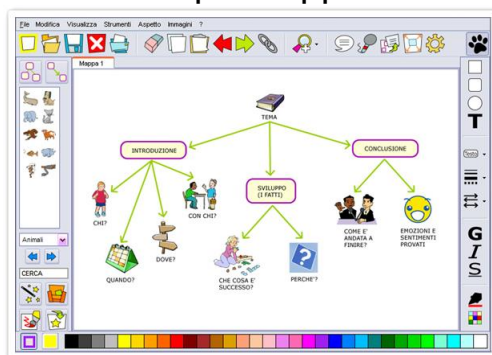 File Modifica Visualizza Strumenti Aspetto Immagini ?
Mappa 1
TEMA
INTRODUZIONE
CONCLUSIONE
SVILUPPO
(I FATTI)
CHI?
CON CHI?
DOVE?
QUANDO?
CHE COSA E'
SUCCESSO?
PERCHE'?
COME E'
ANDATA A
FINIRE?
EMOZIONI E
SENTIMENTI
PROVATI
Animali
CERCA
T
Testo
G
I
S